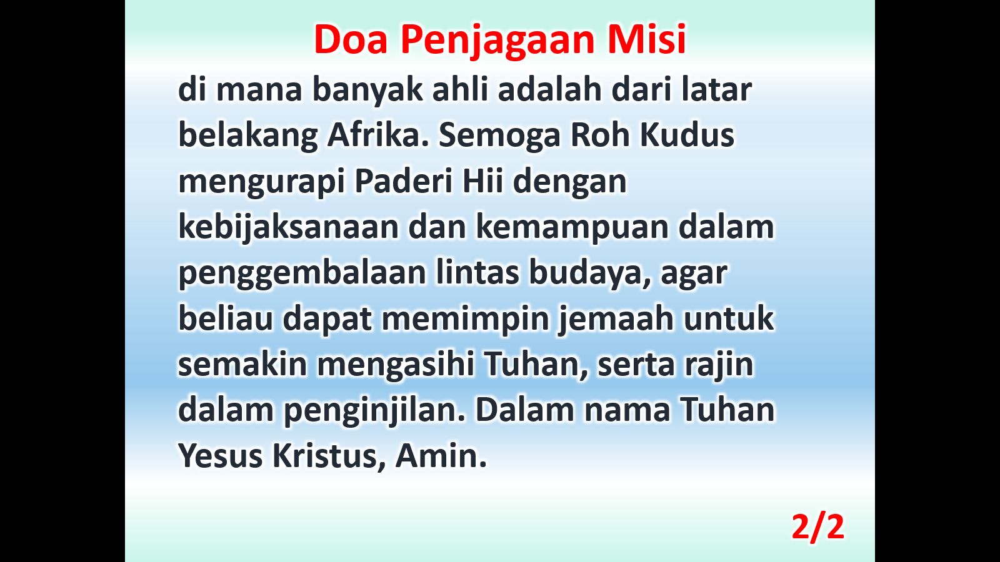 Doa Penjagaan Misi
di mana banyak ahli adalah dari latar
belakang Afrika. Semoga Roh Kudus
mengurapi Paderi Hii dengan
kebijaksanaan dan kemampuan dalam
penggembalaan lintas budaya, agar
beliau dapat memimpin jemaah untuk
semakin mengasihi Tuhan, serta rajin
dalam penginjilan. Dalam nama Tuhan
Yesus Kristus, Amin.
2/2